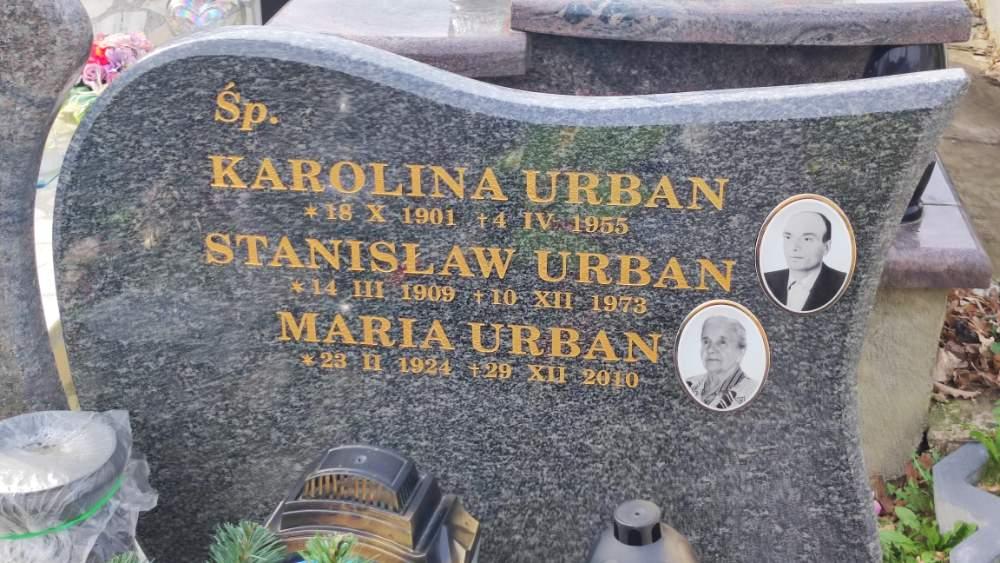 Śp.
KAROLINA URBAN
* 18 X 1901 +4 IV 1955
STANISŁAW URBAN
* 14 III 1909 +10 XII 1973
MARIA URBAN
* 23 II 1924 +29 XII 2010